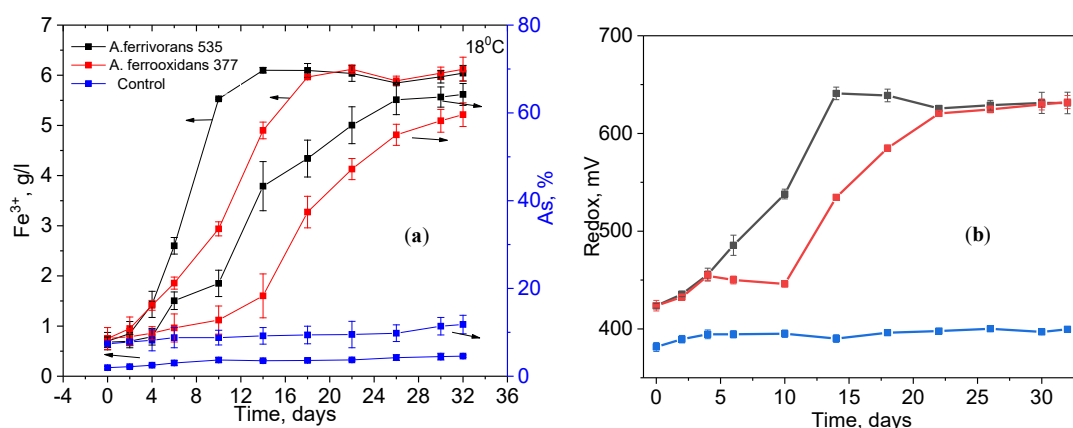 Fe³⁺, g/l
7
6
5
4
3
2
1
0
A.ferrivorans 535
A. ferrooxidans 377
Control
18⁰C
(a)
80
60
40
20
0
As, %
-4 0 4 8 12 16 20 24 28 32 36
Time, days
Redox, mV
700
600
500
400
(b)
0 5 10 15 20 25 30
Time, days